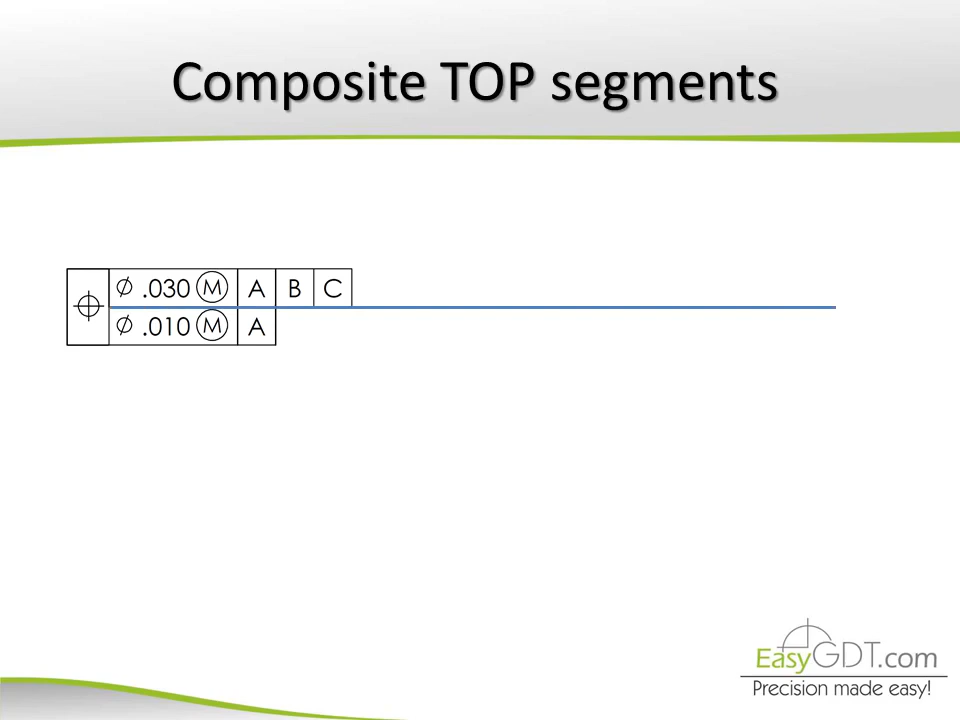 Composite TOP segments
⌖ ⌀ .030 Ⓜ A B C
⌀ .010 Ⓜ A
EasyGDT.com
Precision made easy!